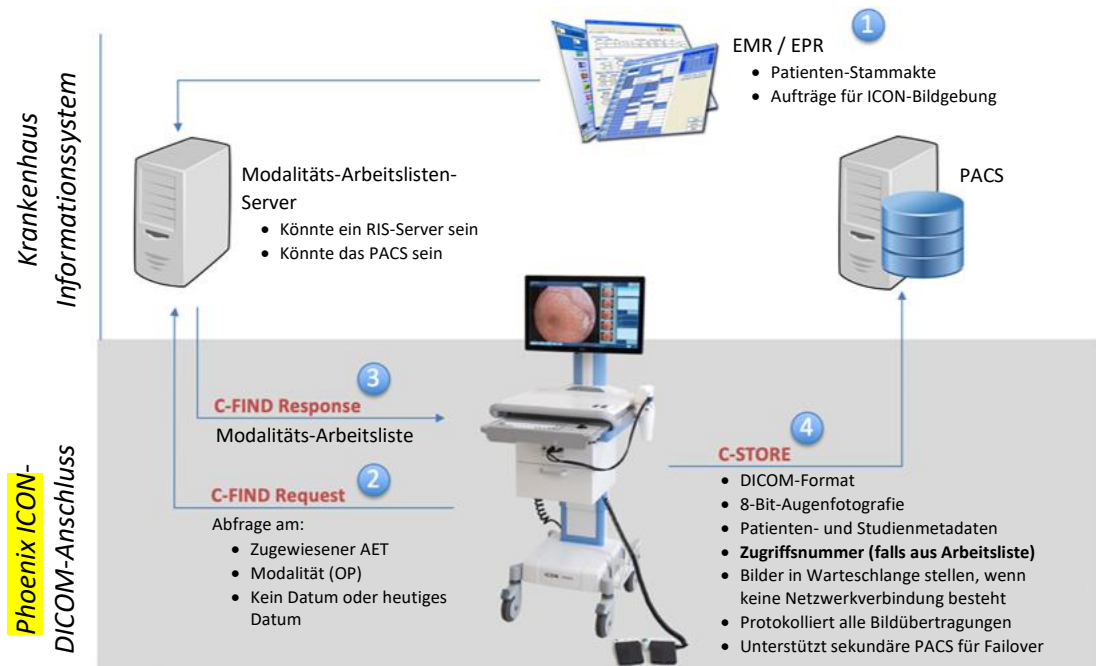 Krankenhaus
Informationssystem
1
EMR / EPR
• Patienten-Stammakte
• Aufträge für ICON-Bildgebung
Modalitäts-Arbeitslisten-
Server
• Könnte ein RIS-Server sein
• Könnte das PACS sein
PACS
Phoenix ICON-
DICOM-Anschluss
3
C-FIND Response
Modalitäts-Arbeitsliste
2
C-FIND Request
Abfrage am:
• Zugewiesener AET
• Modalität (OP)
• Kein Datum oder heutiges
Datum
ICON
4
C-STORE
• DICOM-Format
• 8-Bit-Augenfotografie
• Patienten- und Studienmetadaten
• Zugriffsnummer (falls aus Arbeitsliste)
• Bilder in Warteschlange stellen, wenn
keine Netzwerkverbindung besteht
• Protokolliert alle Bildübertragungen
• Unterstützt sekundäre PACS für Failover